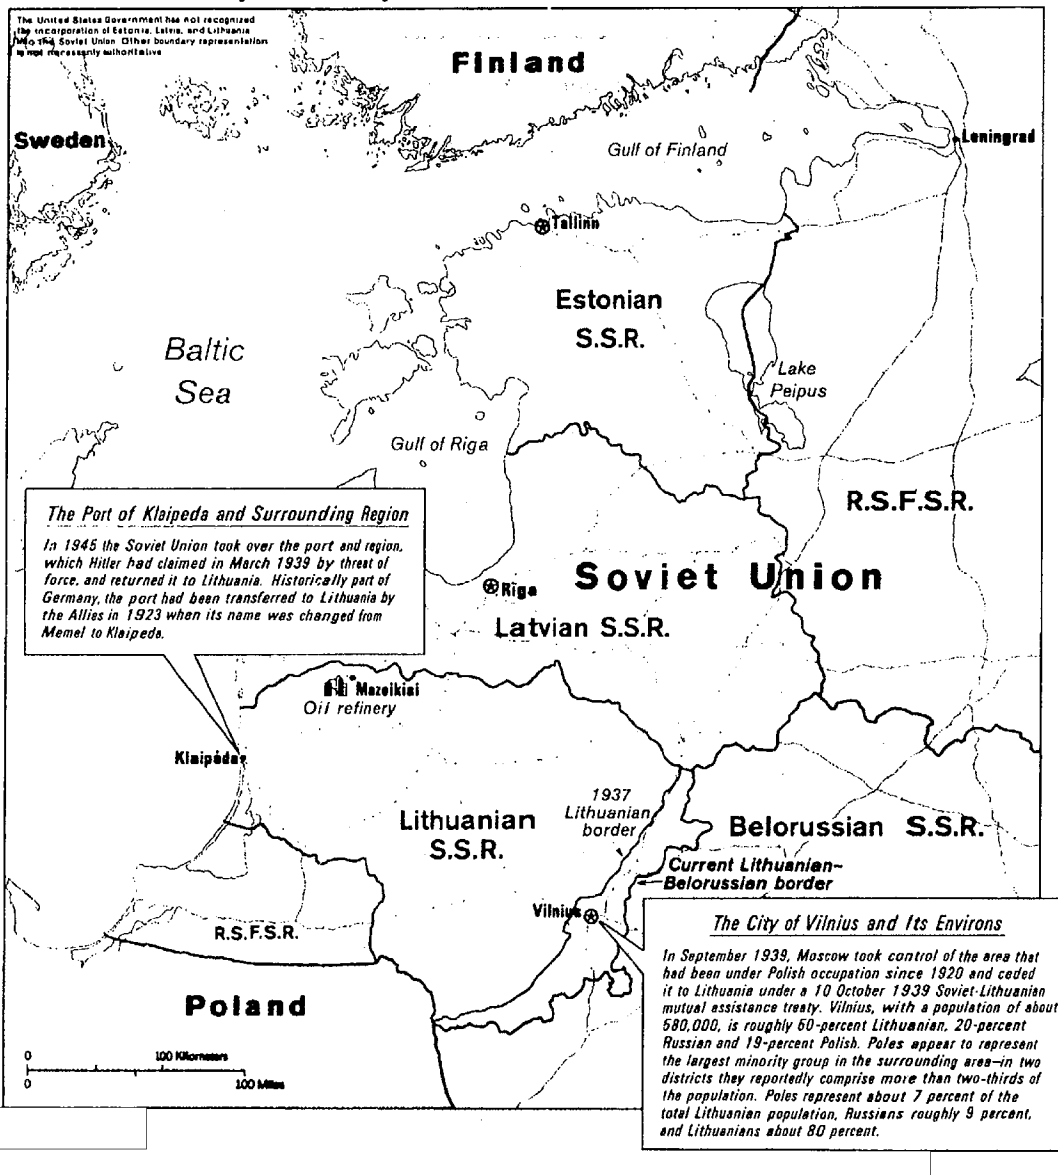 The United States Government has not recognized
the incorporation of Estonia, Latvia, and Lithuania
into the Soviet Union. Other boundary representation
is not necessarily authoritative
Finland
Sweden
Leningrad
Gulf of Finland
Tallinn
Estonian
S.S.R.
Baltic
Sea
Lake
Peipus
Gulf of Riga
R.S.F.S.R.
The Port of Klaipeda and Surrounding Region
In 1945 the Soviet Union took over the port and region,
which Hitler had claimed in March 1939 by threat of
force, and returned it to Lithuania. Historically part of
Germany, the port had been transferred to Lithuania by
the Allies in 1923 when its name was changed from
Memel to Klaipeda.
Soviet Union
Rīga
Latvian S.S.R.
Mazeikiai
Oil refinery
Klaipėda
1937
Lithuanian
border
Lithuanian
S.S.R.
Belorussian S.S.R.
Current Lithuanian-
Belorussian border
Vilnius
R.S.F.S.R.
Poland
The City of Vilnius and Its Environs
In September 1939, Moscow took control of the area that
had been under Polish occupation since 1920 and ceded
it to Lithuania under a 10 October 1939 Soviet-Lithuanian
mutual assistance treaty. Vilnius, with a population of about
580,000, is roughly 50-percent Lithuanian, 20-percent
Russian and 19-percent Polish. Poles appear to represent
the largest minority group in the surrounding area—in two
districts they reportedly comprise more than two-thirds of
the population. Poles represent about 7 percent of the
total Lithuanian population, Russians roughly 9 percent,
and Lithuanians about 80 percent.
0 100 Kilometers
0 100 Miles